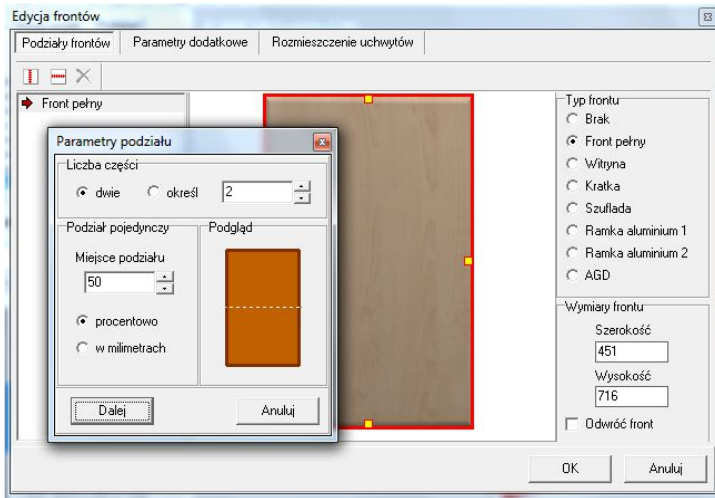 Edycja frontów
Podziały frontów Parametry dodatkowe Rozmieszczenie uchwytów
Front pełny
Parametry podziału
Liczba części
dwie określ 2
Podział pojedynczy
Miejsce podziału
50
procentowo
w milimetrach
Podgląd
Dalej Anuluj
Typ frontu
Brak
Front pełny
Witryna
Kratka
Szuflada
Ramka aluminium 1
Ramka aluminium 2
AGD
Wymiary frontu
Szerokość
451
Wysokość
716
Odwróć front
OK Anuluj